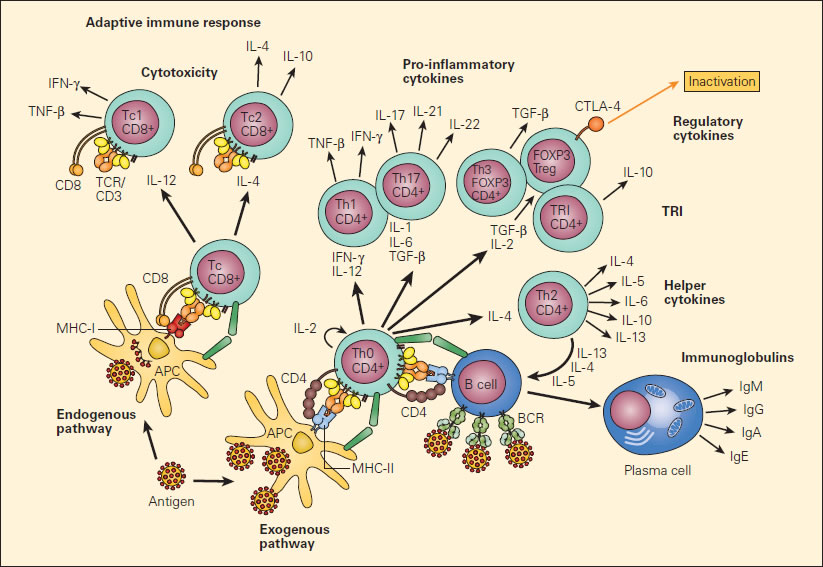 Adaptive immune response
Cytotoxicity
IL-4
IL-10
IFN-γ
TNF-β
Tc1
CD8+
Tc2
CD8+
CD8
TCR/
CD3
IL-12
IL-4
Pro-inflammatory
cytokines
IL-17
IL-21
IL-22
TNF-β
IFN-γ
Th17
CD4+
Th1
CD4+
IL-1
IL-6
TGF-β
IFN-γ
IL-12
TGF-β
CTLA-4
Inactivation
Regulatory
cytokines
FOXP3
Treg
Th3
FOXP3
CD4+
TRI
CD4+
IL-10
TRI
TGF-β
IL-2
Tc
CD8+
CD8
MHC-I
APC
Endogenous
pathway
Antigen
IL-2
Th0
CD4+
CD4
APC
MHC-II
Exogenous
pathway
IL-4
Th2
CD4+
IL-4
IL-5
IL-6
IL-10
IL-13
Helper
cytokines
IL-13
IL-4
IL-5
B cell
CD4
BCR
Immunoglobulins
IgM
IgG
IgA
IgE
Plasma cell